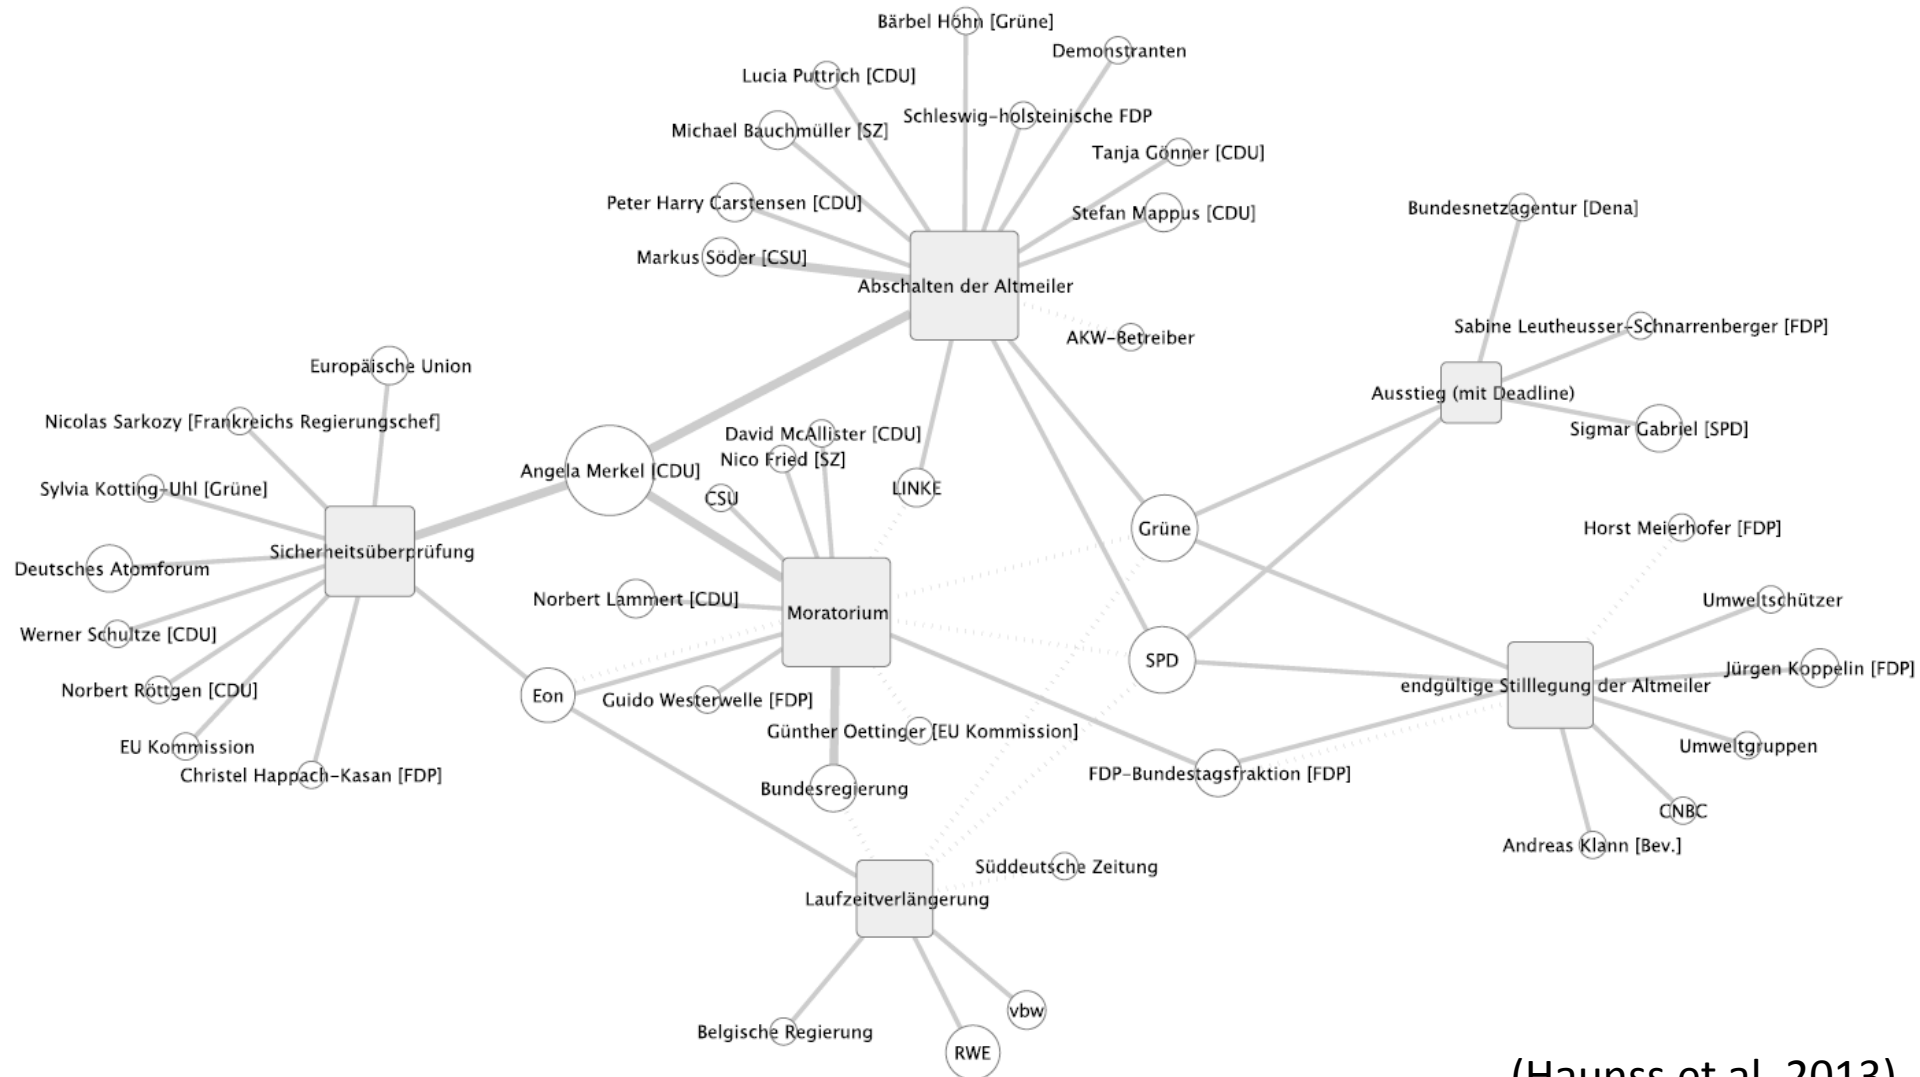 Bärbel Höhn [Grüne]
Demonstranten
Lucia Puttrich [CDU]
Schleswig-holsteinische FDP
Michael Bauchmüller [SZ]
Tanja Gönner [CDU]
Peter Harry Carstensen [CDU]
Stefan Mappus [CDU]
Bundesnetzagentur [Dena]
Markus Söder [CSU]
Abschalten der Altmeiler
Sabine Leutheusser-Schnarrenberger [FDP]
AKW-Betreiber
Europäische Union
Ausstieg (mit Deadline)
Nicolas Sarkozy [Frankreichs Regierungschef]
Sigmar Gabriel [SPD]
David McAllister [CDU]
Nico Fried [SZ]
Angela Merkel [CDU]
Sylvia Kotting-Uhl [Grüne]
LINKE
CSU
Grüne
Horst Meierhofer [FDP]
Sicherheitsüberprüfung
Deutsches Atomforum
Norbert Lammert [CDU]
Umweltschützer
Moratorium
Werner Schultze [CDU]
SPD
Jürgen Koppelin [FDP]
endgültige Stilllegung der Altmeiler
Norbert Röttgen [CDU]
Eon
Guido Westerwelle [FDP]
Günther Oettinger [EU Kommission]
EU Kommission
Umweltgruppen
Christel Happach-Kasan [FDP]
FDP-Bundestagsfraktion [FDP]
Bundesregierung
CNBC
Andreas Klann [Bev.]
Süddeutsche Zeitung
Laufzeitverlängerung
vbw
Belgische Regierung
RWE
(Haunss et al. 2013)